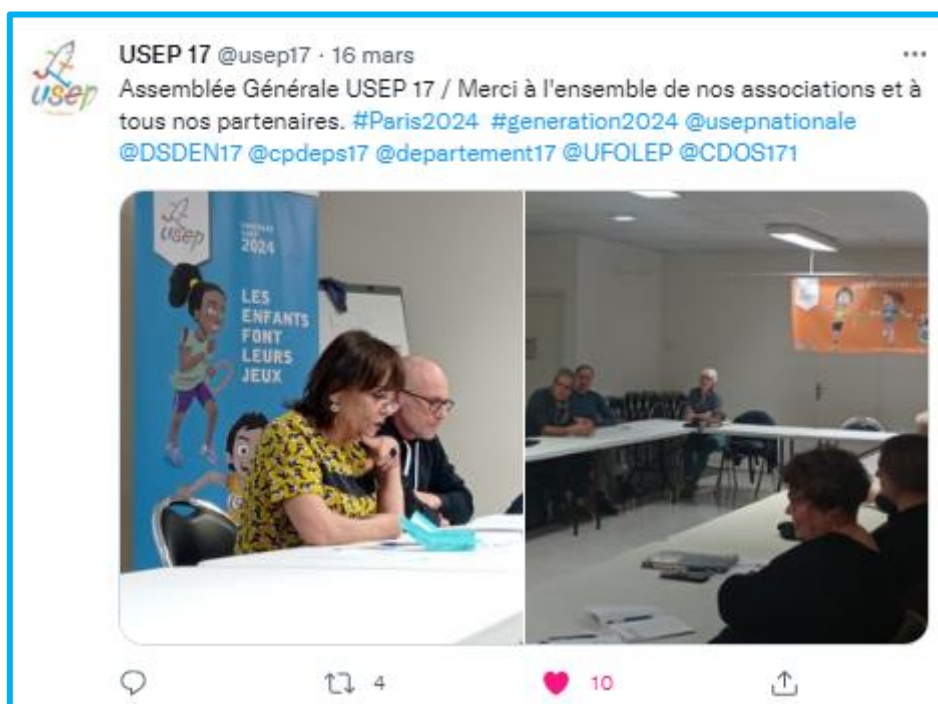 USEP 17 @usep17 · 16 mars
Assemblée Générale USEP 17 / Merci à l'ensemble de nos associations et à
tous nos partenaires. #Paris2024 #generation2024 @usepnationale
@DSDEN17 @cpdeps17 @departement17 @UFOLEP @CDOS171
usep
usep
2024
LES
ENFANTS
FONT
LEURS
JEUX
4
10